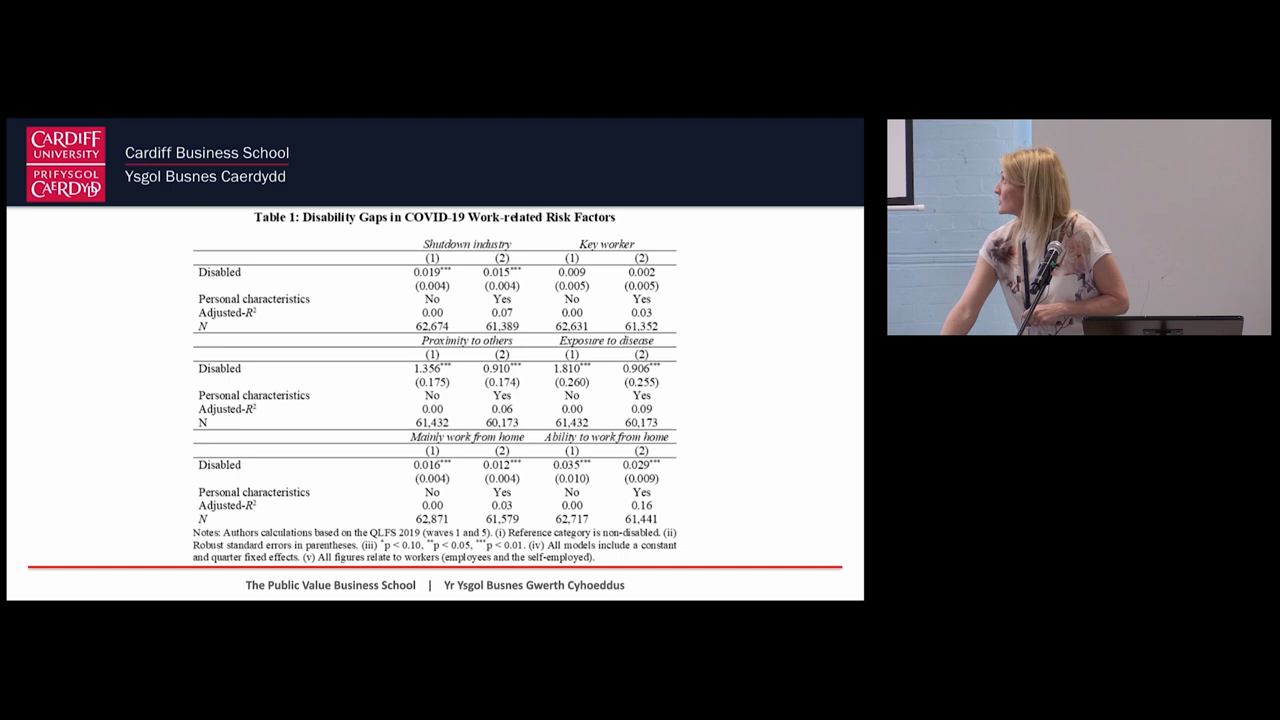 CARDIFF
UNIVERSITY
PRIFYSGOL
CAERDYDD
Cardiff Business School
Ysgol Busnes Caerdydd
Table 1: Disability Gaps in COVID-19 Work-related Risk Factors
Shutdown industry Key worker
(1) (2) (1) (2)
Disabled 0.019*** 0.015*** 0.009 0.002
(0.004) (0.004) (0.005) (0.005)
Personal characteristics No Yes No Yes
Adjusted-R² 0.00 0.07 0.00 0.03
N 62,674 61,389 62,631 61,352
Proximity to others Exposure to disease
(1) (2) (1) (2)
Disabled 1.356*** 0.910*** 1.810*** 0.906***
(0.175) (0.174) (0.260) (0.255)
Personal characteristics No Yes No Yes
Adjusted-R² 0.00 0.06 0.00 0.09
N 61,432 60,173 61,432 60,173
Mainly work from home Ability to work from home
(1) (2) (1) (2)
Disabled 0.016*** 0.012*** 0.035*** 0.029***
(0.004) (0.004) (0.010) (0.009)
Personal characteristics No Yes No Yes
Adjusted-R² 0.00 0.03 0.00 0.16
N 62,871 61,579 62,717 61,441
Notes: Authors calculations based on the QLFS 2019 (waves 1 and 5). (i) Reference category is non-disabled. (ii)
Robust standard errors in parentheses. (iii) *p < 0.10, **p < 0.05, ***p < 0.01. (iv) All models include a constant
and quarter fixed effects. (v) All figures relate to workers (employees and the self-employed).
The Public Value Business School | Yr Ysgol Busnes Gwerth Cyhoeddus